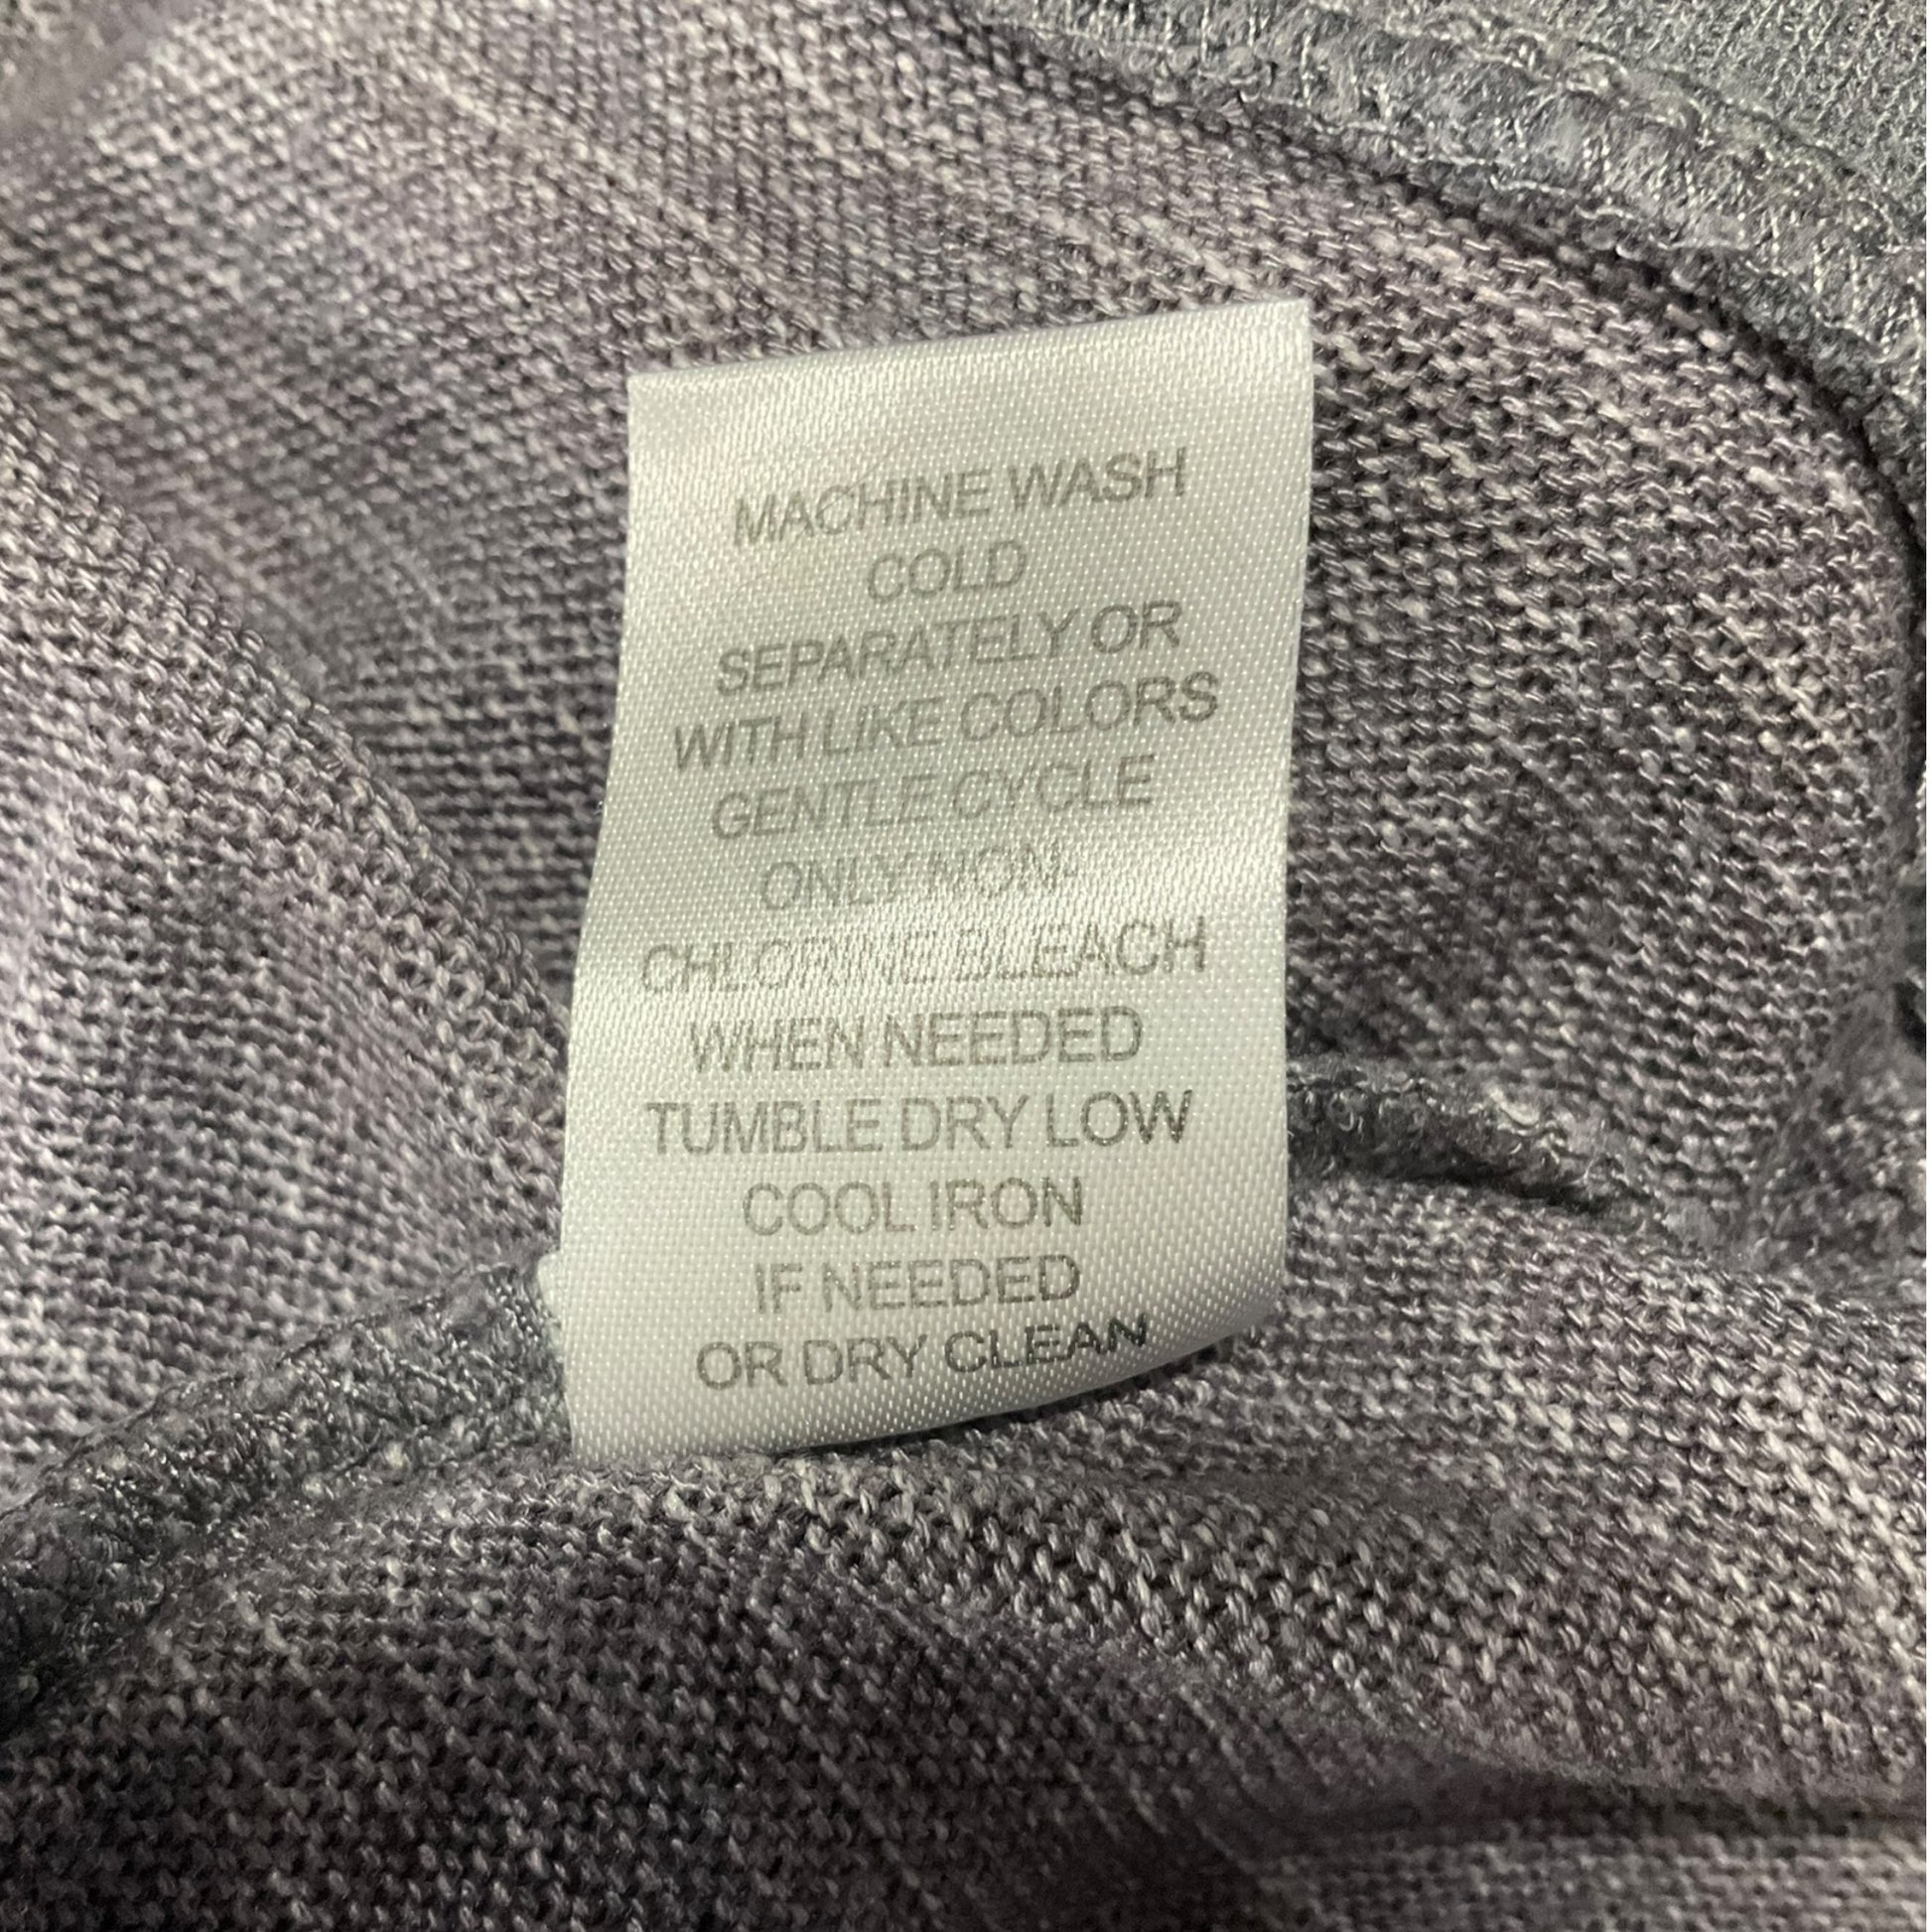 MACHINE WASH
COLD
SEPARATELY OR
WITH LIKE COLORS
GENTLE CYCLE
ONLY NON-
CHLORINE BLEACH
WHEN NEEDED
TUMBLE DRY LOW
COOL IRON
IF NEEDED
OR DRY CLEAN